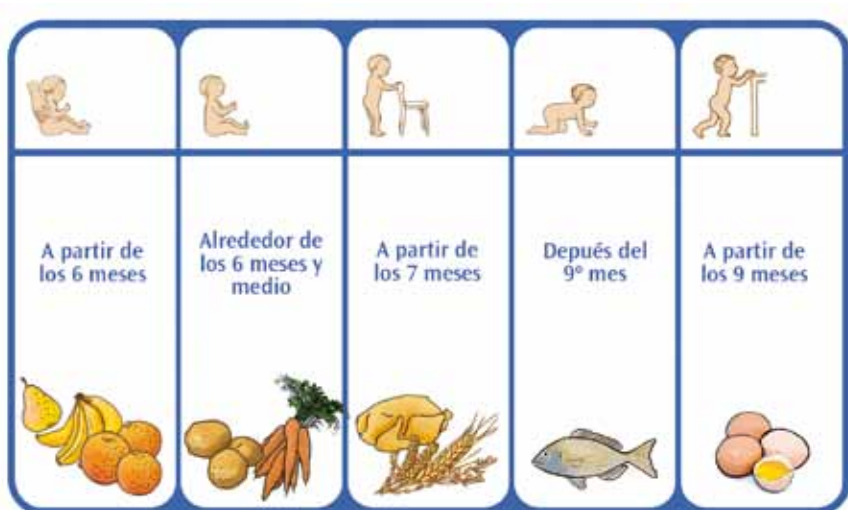 A partir de
los 6 meses
Alrededor de
los 6 meses y
medio
A partir de
los 7 meses
Depués del
9º mes
A partir de
los 9 meses